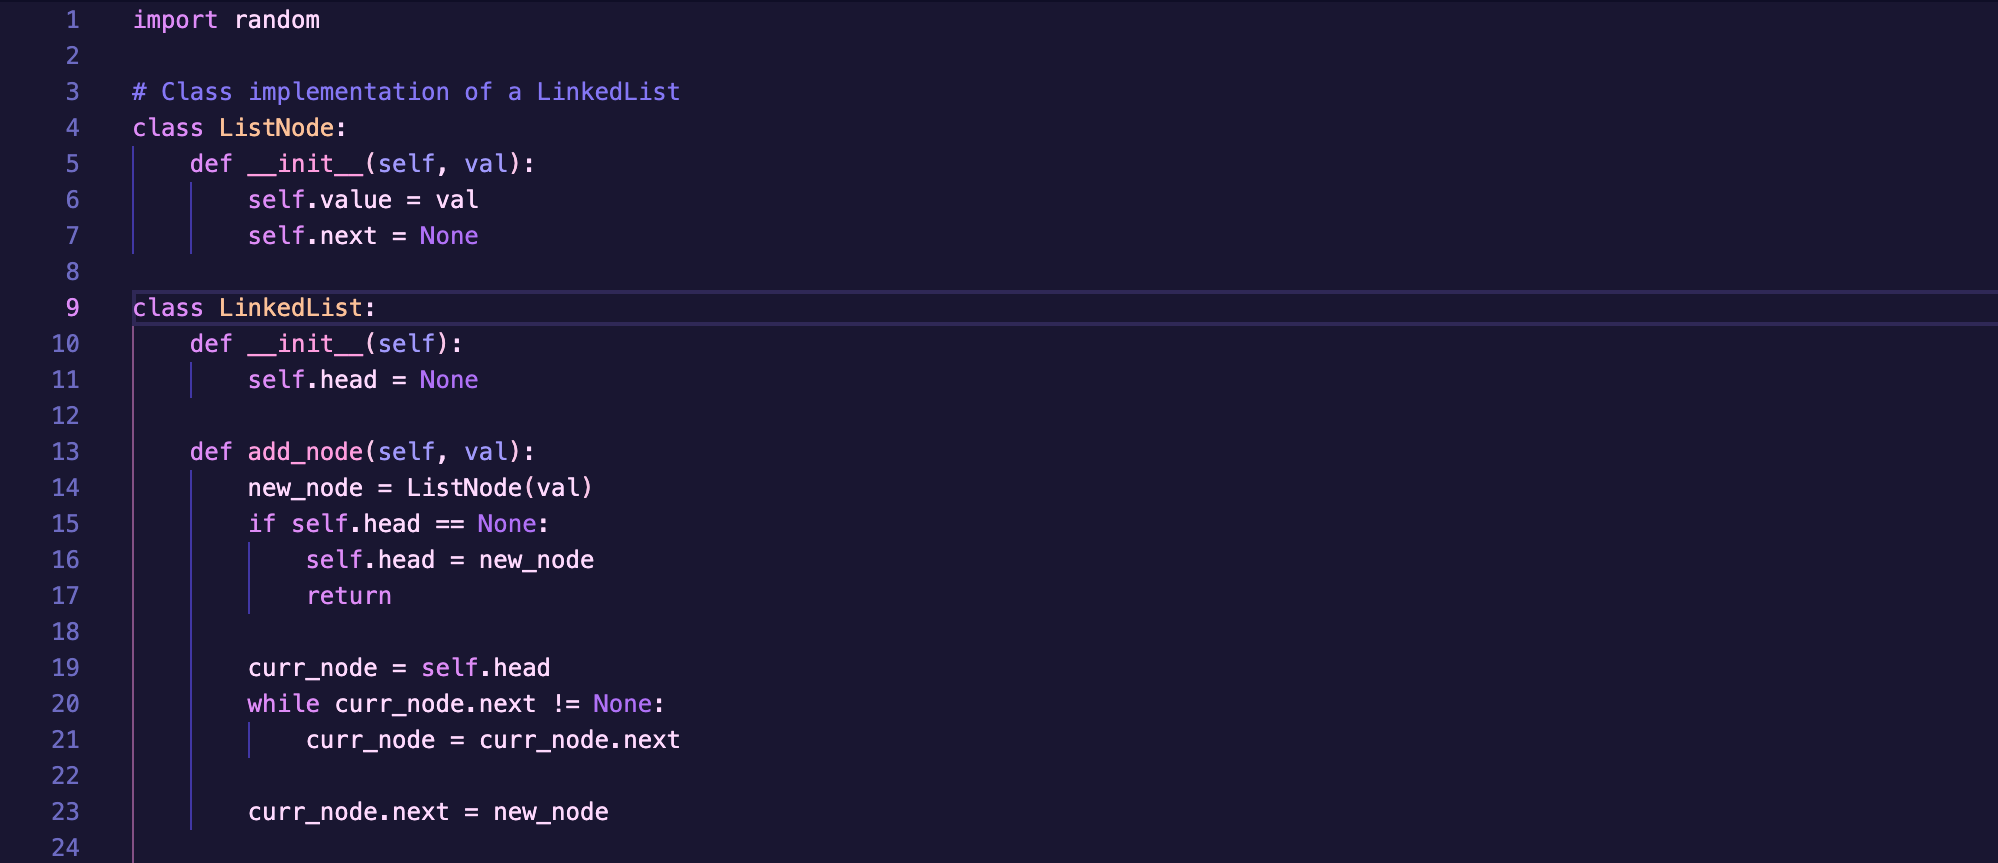 1 import random
2
3 # Class implementation of a LinkedList
4 class ListNode:
5     def __init__(self, val):
6         self.value = val
7         self.next = None
8
9 class LinkedList:
10     def __init__(self):
11         self.head = None
12
13     def add_node(self, val):
14         new_node = ListNode(val)
15         if self.head == None:
16             self.head = new_node
17             return
18
19         curr_node = self.head
20         while curr_node.next != None:
21             curr_node = curr_node.next
22
23         curr_node.next = new_node
24